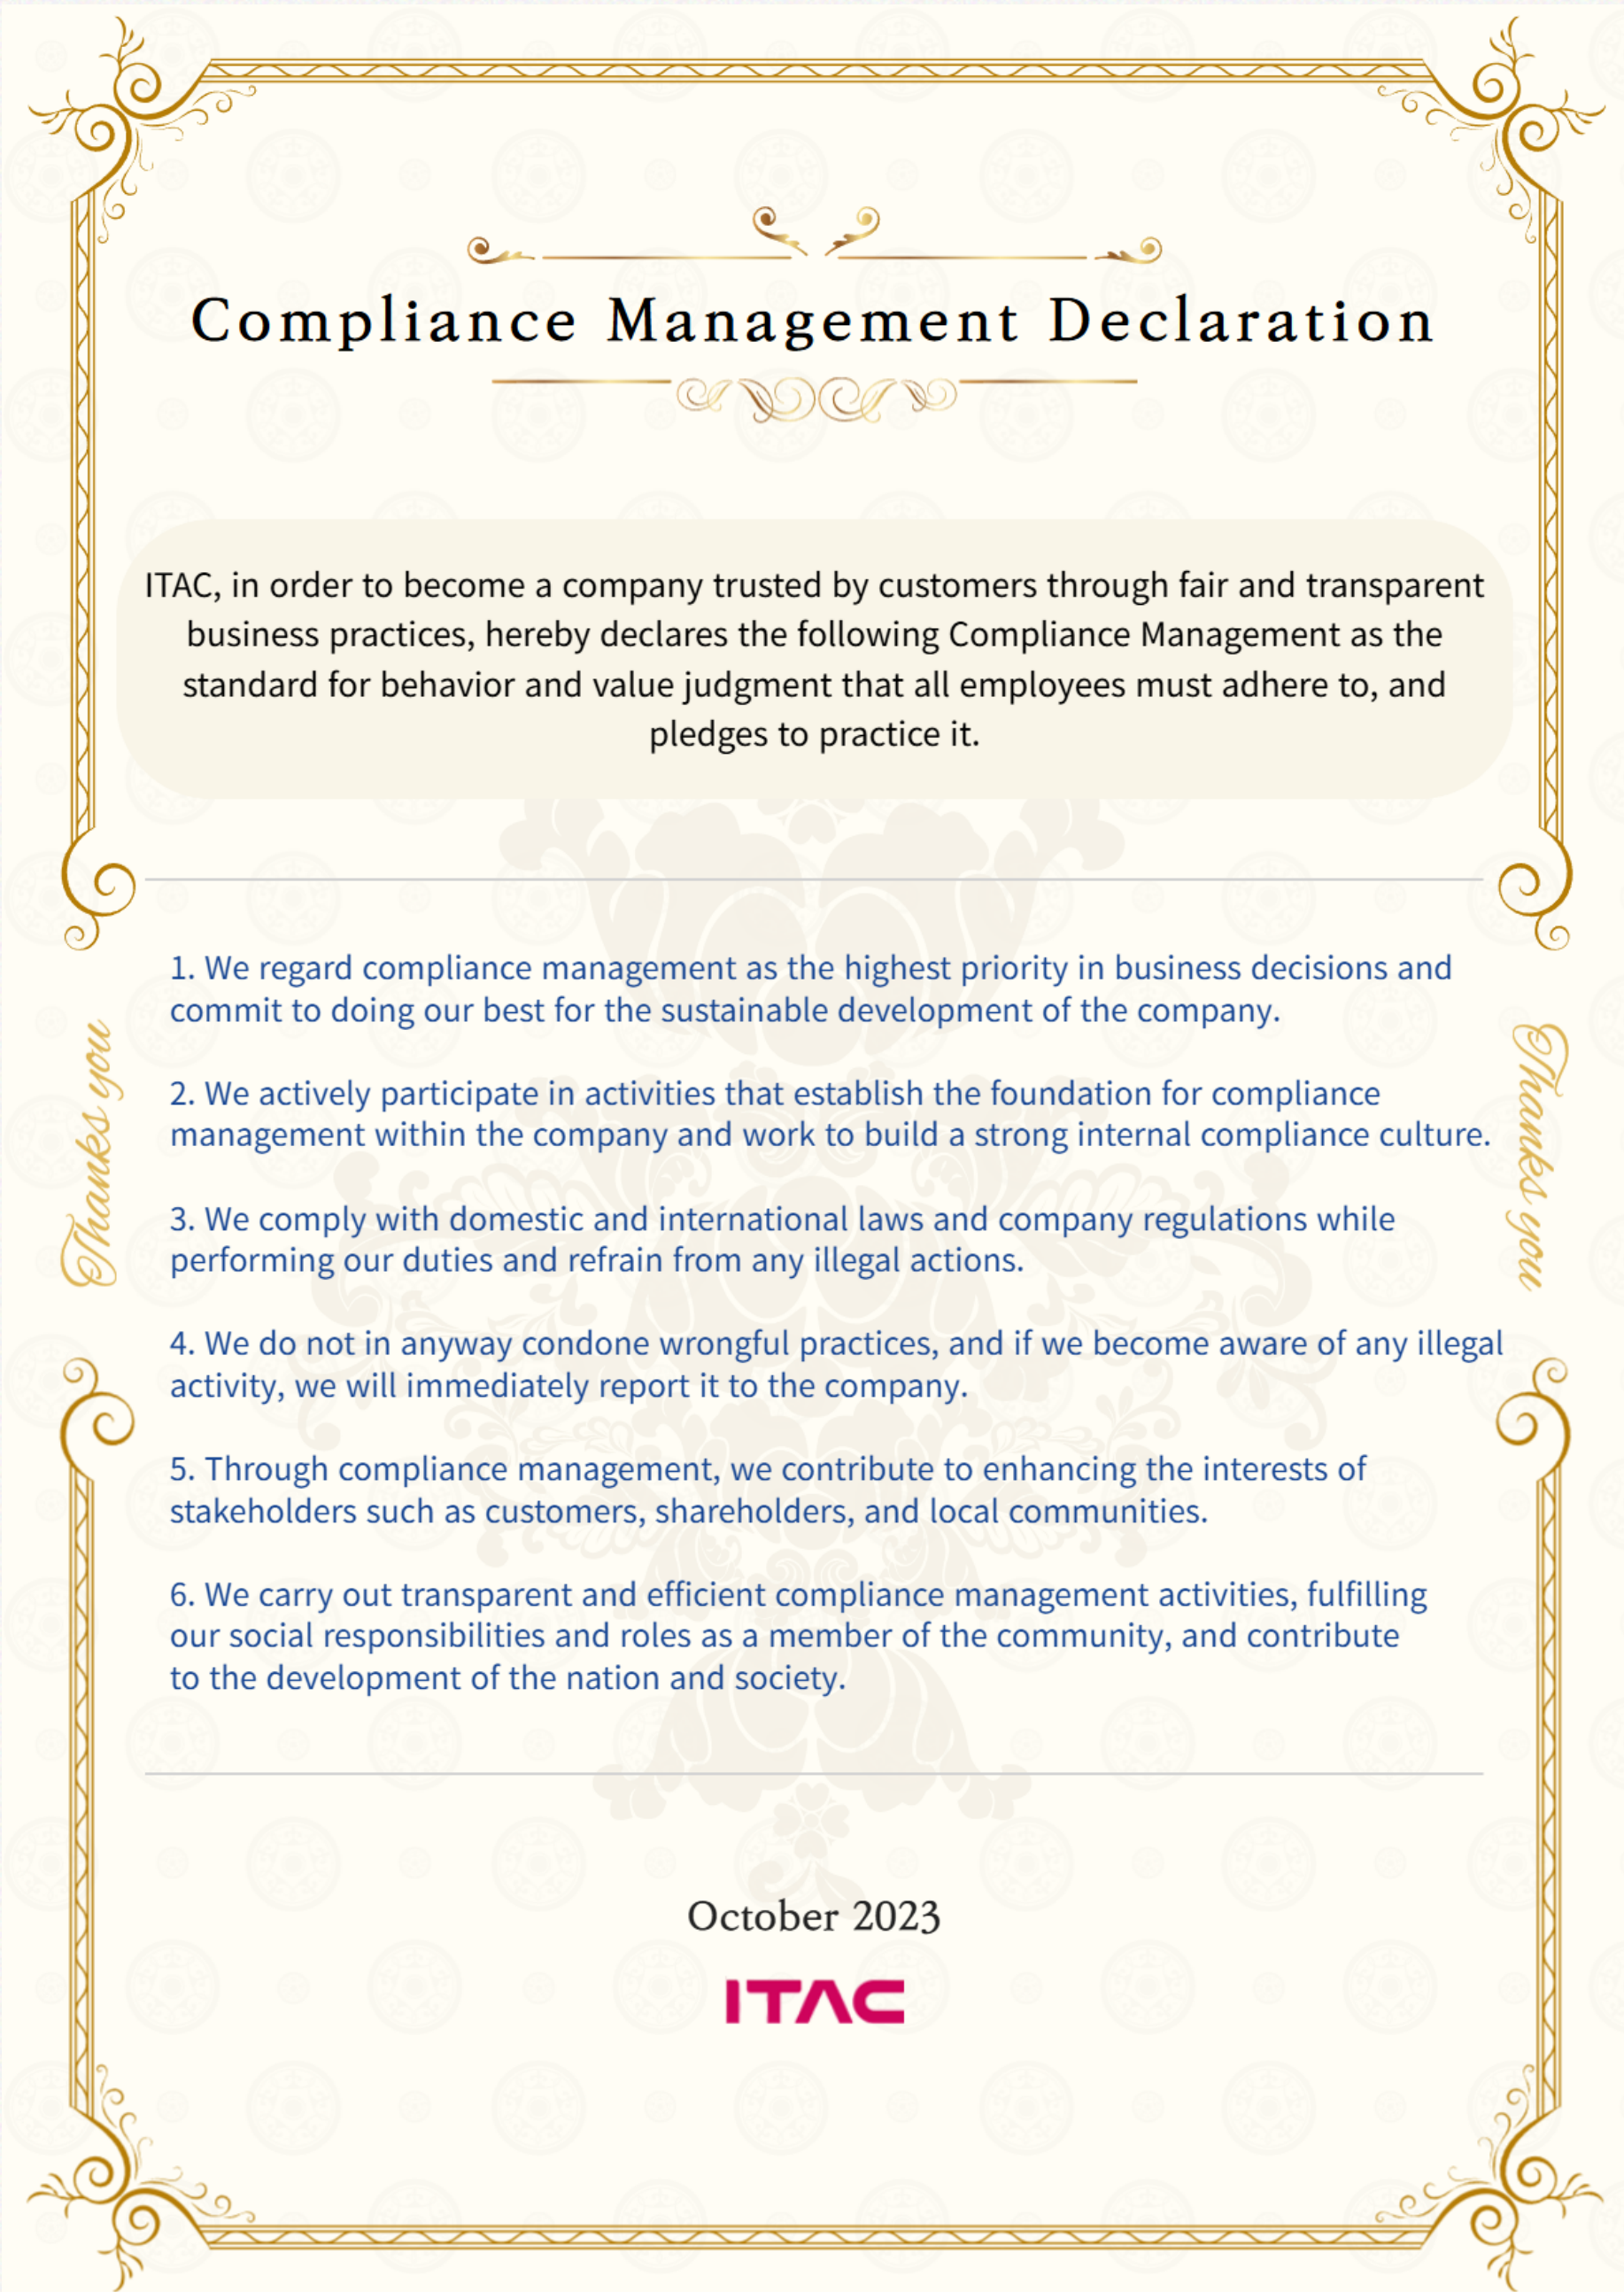 Compliance Management Declaration
ITAC, in order to become a company trusted by customers through fair and transparent
business practices, hereby declares the following Compliance Management as the
standard for behavior and value judgment that all employees must adhere to, and
pledges to practice it.
1. We regard compliance management as the highest priority in business decisions and
commit to doing our best for the sustainable development of the company.
2. We actively participate in activities that establish the foundation for compliance
management within the company and work to build a strong internal compliance culture.
3. We comply with domestic and international laws and company regulations while
performing our duties and refrain from any illegal actions.
4. We do not in anyway condone wrongful practices, and if we become aware of any illegal
activity, we will immediately report it to the company.
5. Through compliance management, we contribute to enhancing the interests of
stakeholders such as customers, shareholders, and local communities.
6. We carry out transparent and efficient compliance management activities, fulfilling
our social responsibilities and roles as a member of the community, and contribute
to the development of the nation and society.
Thanks you
Thanks you
October 2023
ITAC